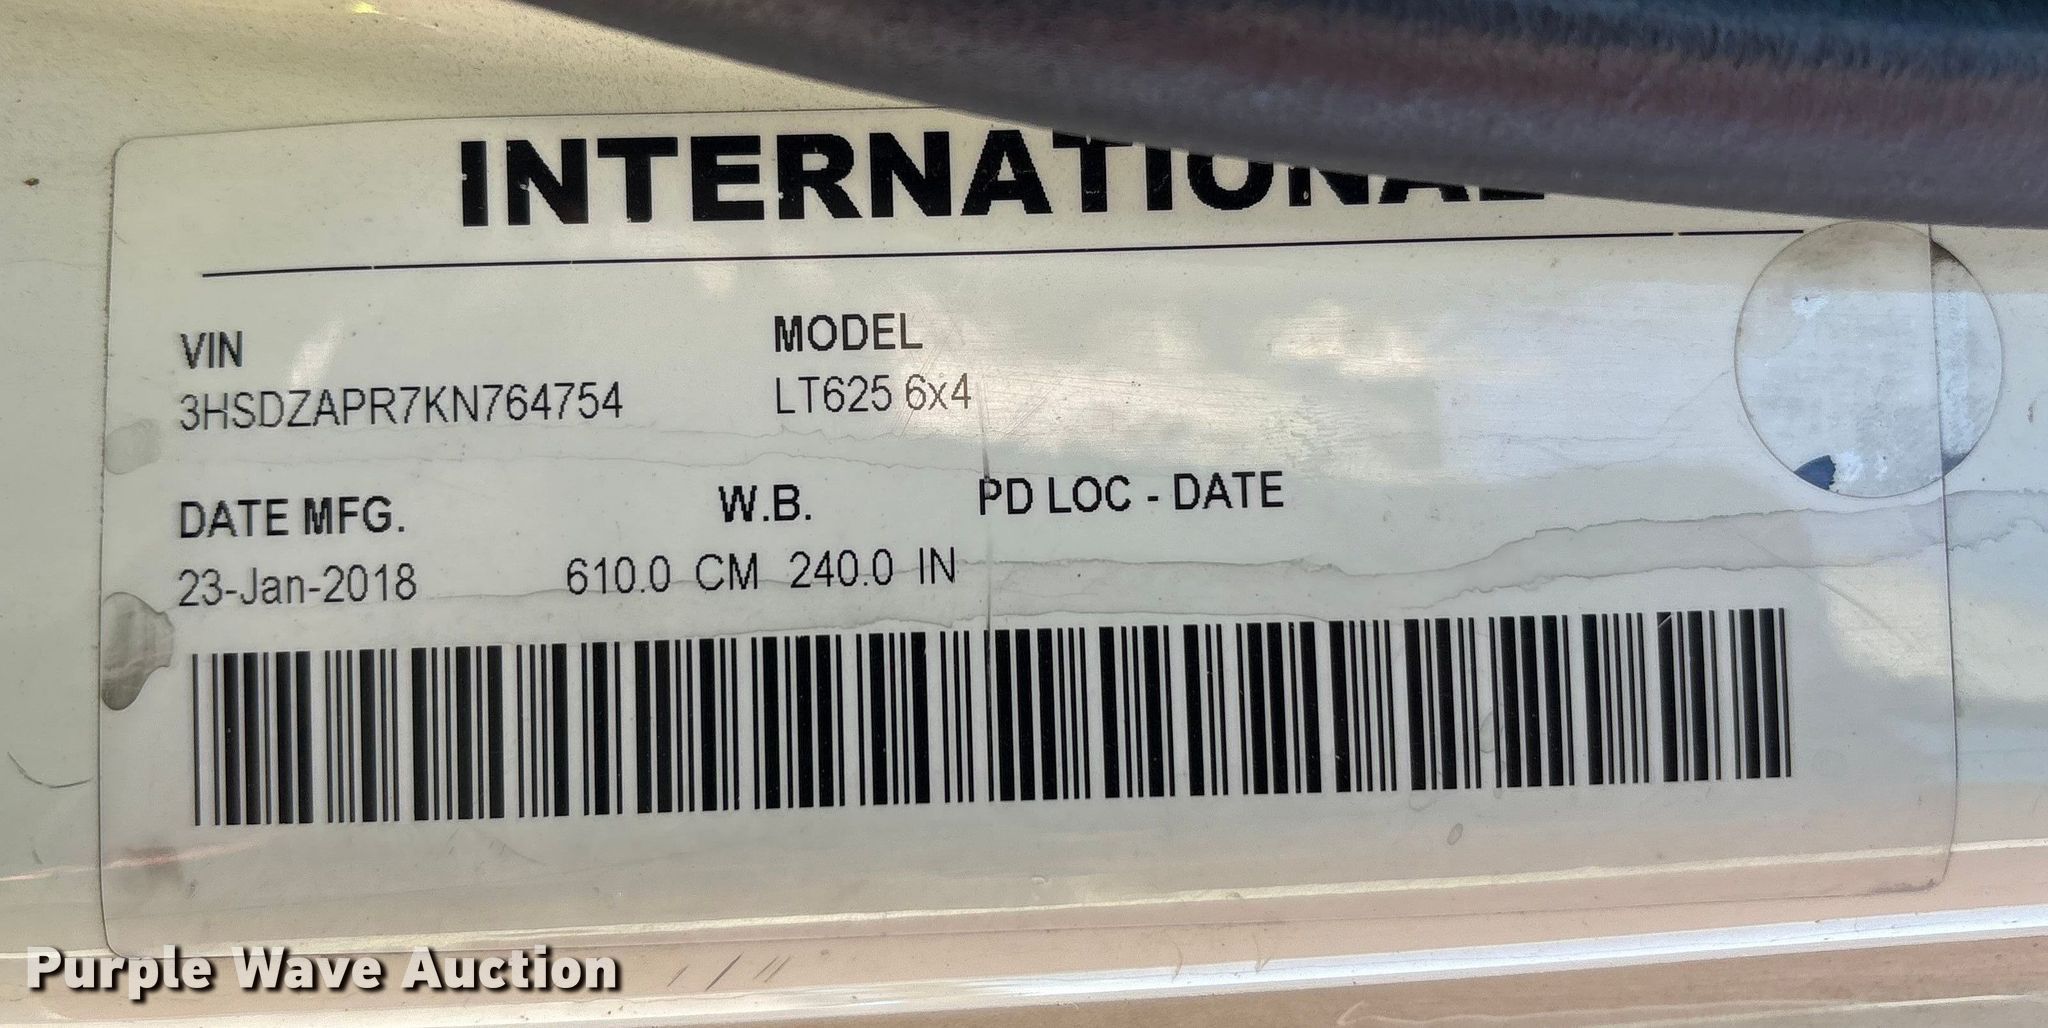 INTERNATIONAL
VIN MODEL
3HSDZAPR7KN764754 LT625 6x4
DATE MFG. W.B. PD LOC - DATE
23-Jan-2018 610.0 CM 240.0 IN
Purple Wave Auction